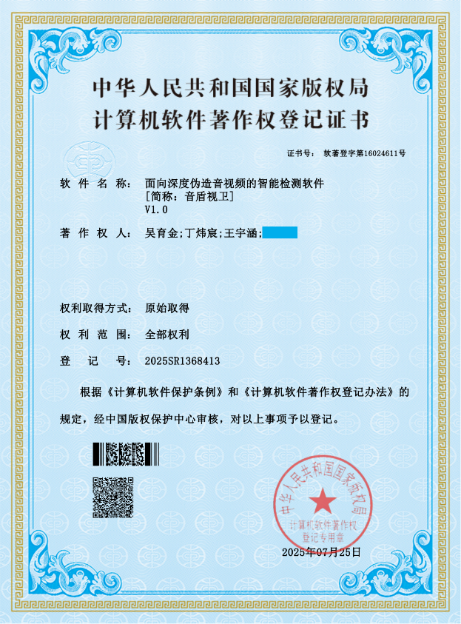 中华人民共和国国家版权局
计算机软件著作权登记证书
证书号： 软著登字第16024611号
软件名称： 面向深度伪造音视频的智能检测软件
[简称：音盾视卫]
V1.0
著作权人： 吴育金;丁炜宸;王宇涵;
权利取得方式： 原始取得
权利范围： 全部权利
登记号： 2025SR1368413
根据《计算机软件保护条例》和《计算机软件著作权登记办法》的
规定，经中国版权保护中心审核，对以上事项予以登记。
中华人民共和国国家版权局
计算机软件著作权
登记专用章
2025年07月25日